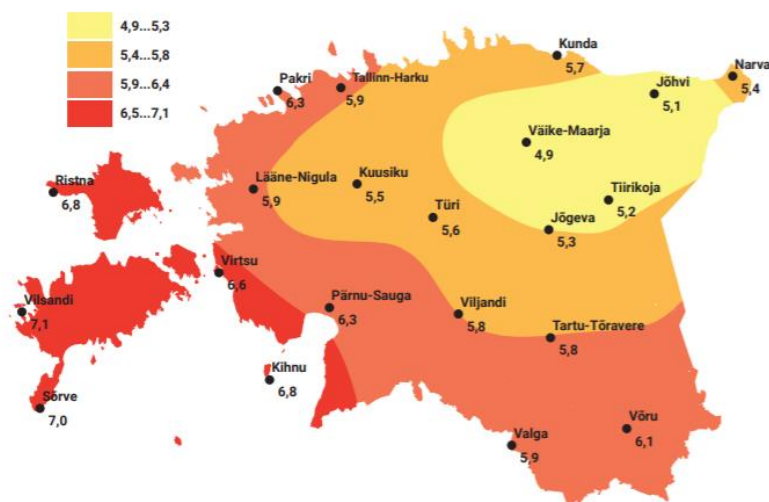 4,9...5,3
5,4...5,8
5,9...6,4
6,5...7,1
Kunda
5,7
Narva
5,4
Pakri
6,3
Tallinn-Harku
5,9
Jõhvi
5,1
Väike-Maarja
4,9
Ristna
6,8
Lääne-Nigula
5,9
Kuusiku
5,5
Tiirikoja
5,2
Türi
5,6
Jõgeva
5,3
Virtsu
6,6
Vilsandi
7,1
Pärnu-Sauga
6,3
Viljandi
5,8
Tartu-Tõravere
5,8
Kihnu
6,8
Sõrve
7,0
Valga
5,9
Võru
6,1